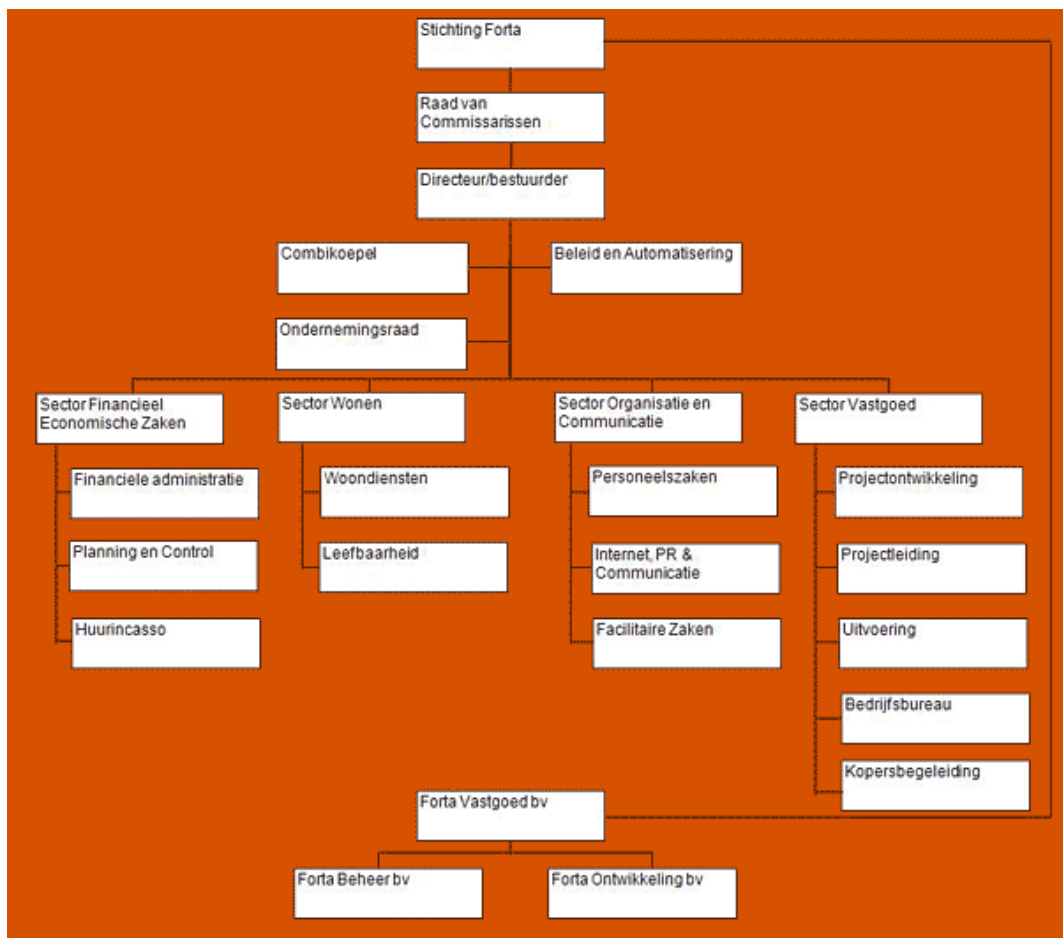 Stichting Forta
Raad van
Commissarissen
Directeur/bestuurder
Combikoepel
Beleid en Automatisering
Ondernemingsraad
Sector Financieel
Economische Zaken
Sector Wonen
Sector Organisatie en
Communicatie
Sector Vastgoed
Financiele administratie
Woondiensten
Personeelszaken
Projectontwikkeling
Planning en Control
Leefbaarheid
Internet, PR &
Communicatie
Projectleiding
Huurincasso
Facilitaire Zaken
Uitvoering
Bedrijfsbureau
Kopersbegeleiding
Forta Vastgoed bv
Forta Beheer bv
Forta Ontwikkeling bv